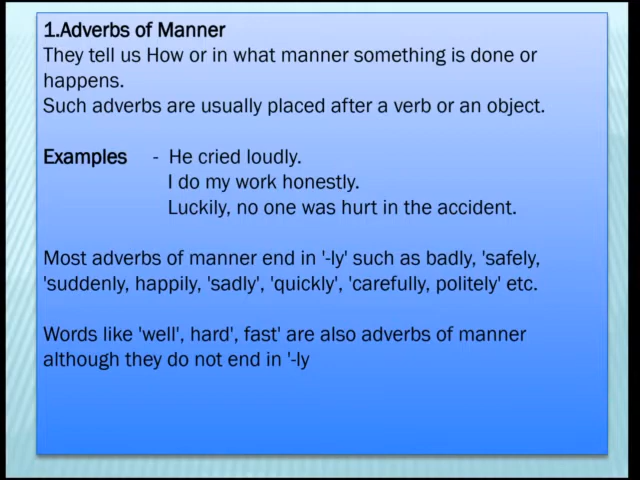 1.Adverbs of Manner
They tell us How or in what manner something is done or
happens.
Such adverbs are usually placed after a verb or an object.
Examples - He cried loudly.
I do my work honestly.
Luckily, no one was hurt in the accident.
Most adverbs of manner end in '-ly' such as badly, 'safely,
'suddenly, happily, 'sadly', 'quickly', 'carefully, politely' etc.
Words like 'well', hard', fast' are also adverbs of manner
although they do not end in '-ly